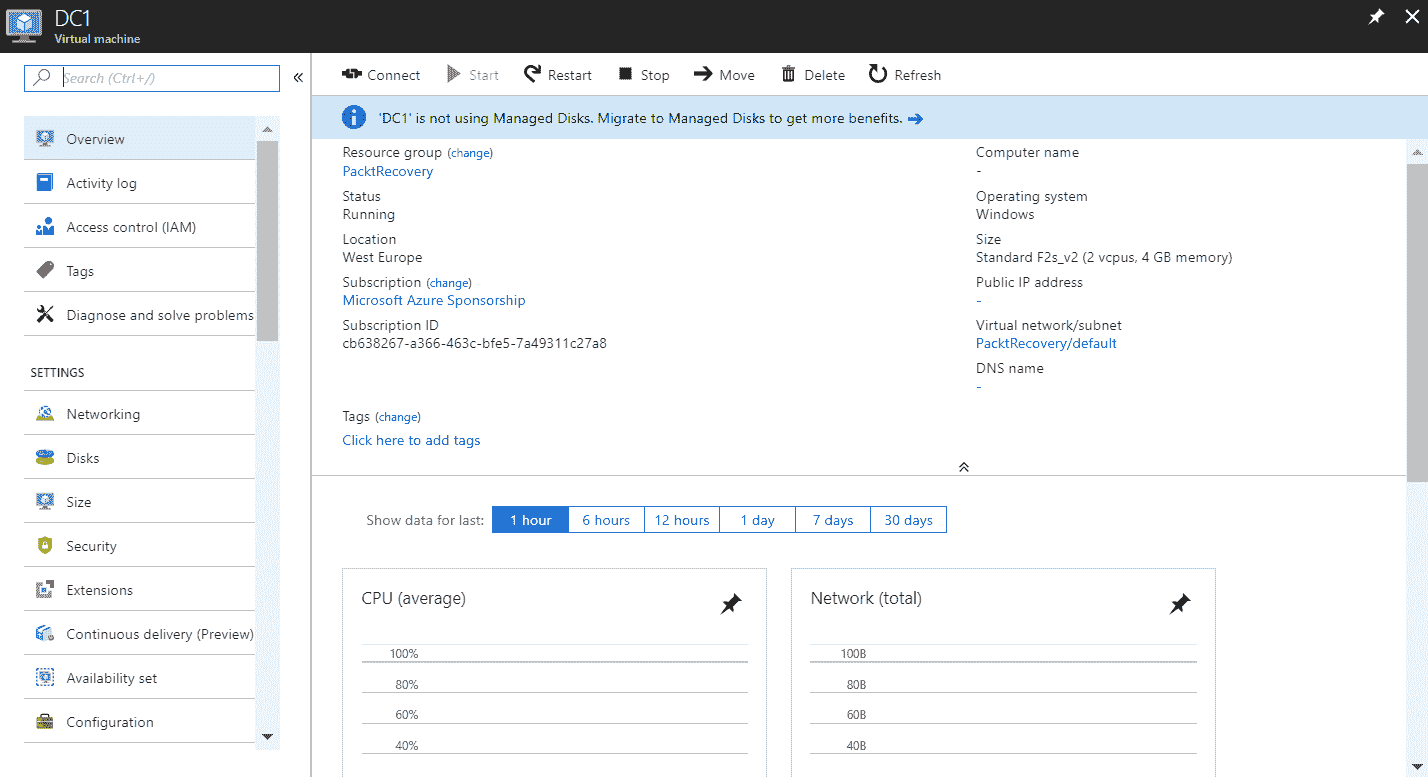 DC1
Virtual machine
Search (Ctrl+/)
«
Overview
Activity log
Access control (IAM)
Tags
Diagnose and solve problems
SETTINGS
Networking
Disks
Size
Security
Extensions
Continuous delivery (Preview)
Availability set
Configuration
Connect
Start
Restart
Stop
Move
Delete
Refresh
'DC1' is not using Managed Disks. Migrate to Managed Disks to get more benefits.
Resource group (change)
PacktRecovery
Status
Running
Location
West Europe
Subscription (change)
Microsoft Azure Sponsorship
Subscription ID
cb638267-a366-463c-bfe5-7a49311c27a8
Computer name
-
Operating system
Windows
Size
Standard F2s_v2 (2 vcpus, 4 GB memory)
Public IP address
-
Virtual network/subnet
PacktRecovery/default
DNS name
-
Tags (change)
Click here to add tags
Show data for last: 1 hour 6 hours 12 hours 1 day 7 days 30 days
CPU (average)
100%
80%
60%
40%
Network (total)
100B
80B
60B
40B